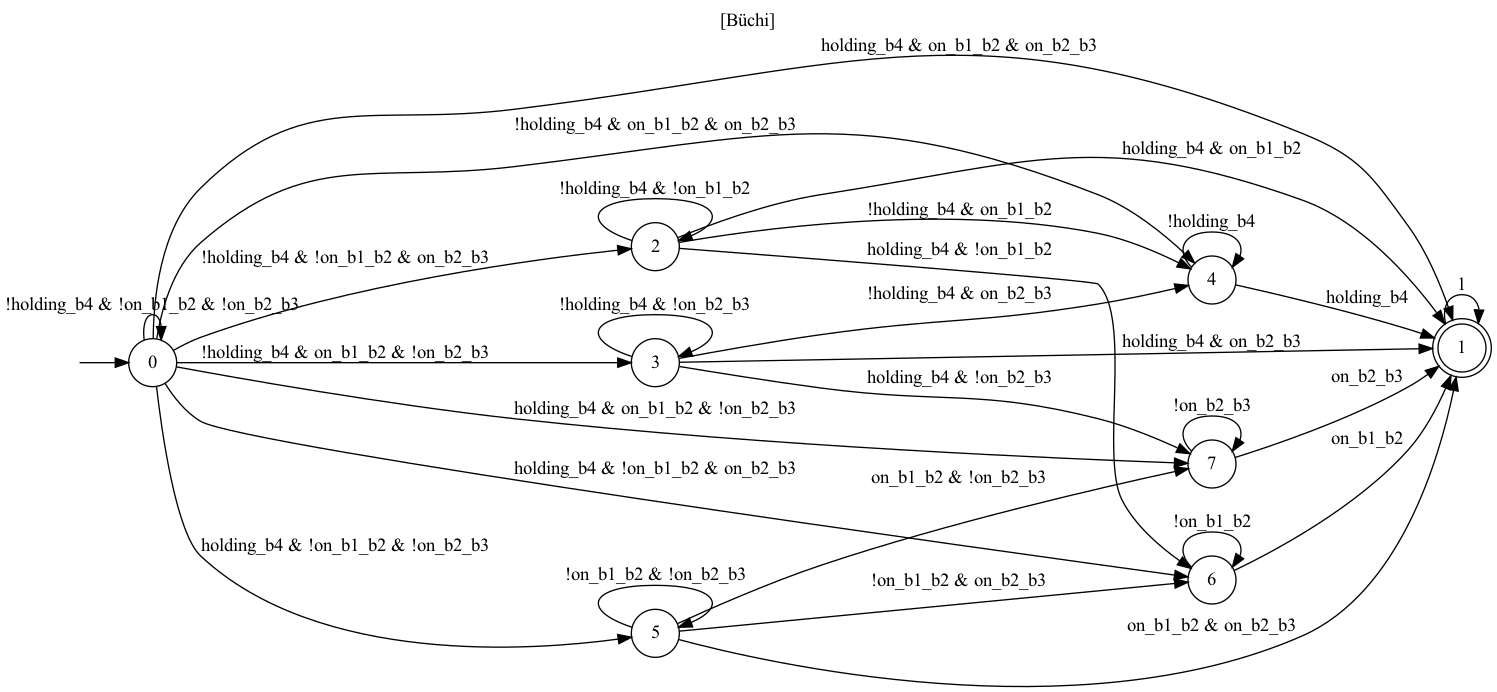 [Büchi]
holding_b4 & on_b1_b2 & on_b2_b3
!holding_b4 & on_b1_b2 & on_b2_b3
holding_b4 & on_b1_b2
!holding_b4 & !on_b1_b2
!holding_b4 & on_b1_b2
!holding_b4
2
holding_b4 & !on_b1_b2
!holding_b4 & !on_b1_b2 & on_b2_b3
4
1
!holding_b4 & on_b2_b3
holding_b4
!holding_b4 & !on_b1_b2 & !on_b2_b3
!holding_b4 & !on_b2_b3
holding_b4 & on_b2_b3
1
!holding_b4 & on_b1_b2 & !on_b2_b3
0
3
holding_b4 & !on_b2_b3
on_b2_b3
holding_b4 & on_b1_b2 & !on_b2_b3
!on_b2_b3
on_b1_b2
7
holding_b4 & !on_b1_b2 & on_b2_b3
on_b1_b2 & !on_b2_b3
!on_b1_b2
holding_b4 & !on_b1_b2 & !on_b2_b3
!on_b1_b2 & !on_b2_b3
!on_b1_b2 & on_b2_b3
6
on_b1_b2 & on_b2_b3
5